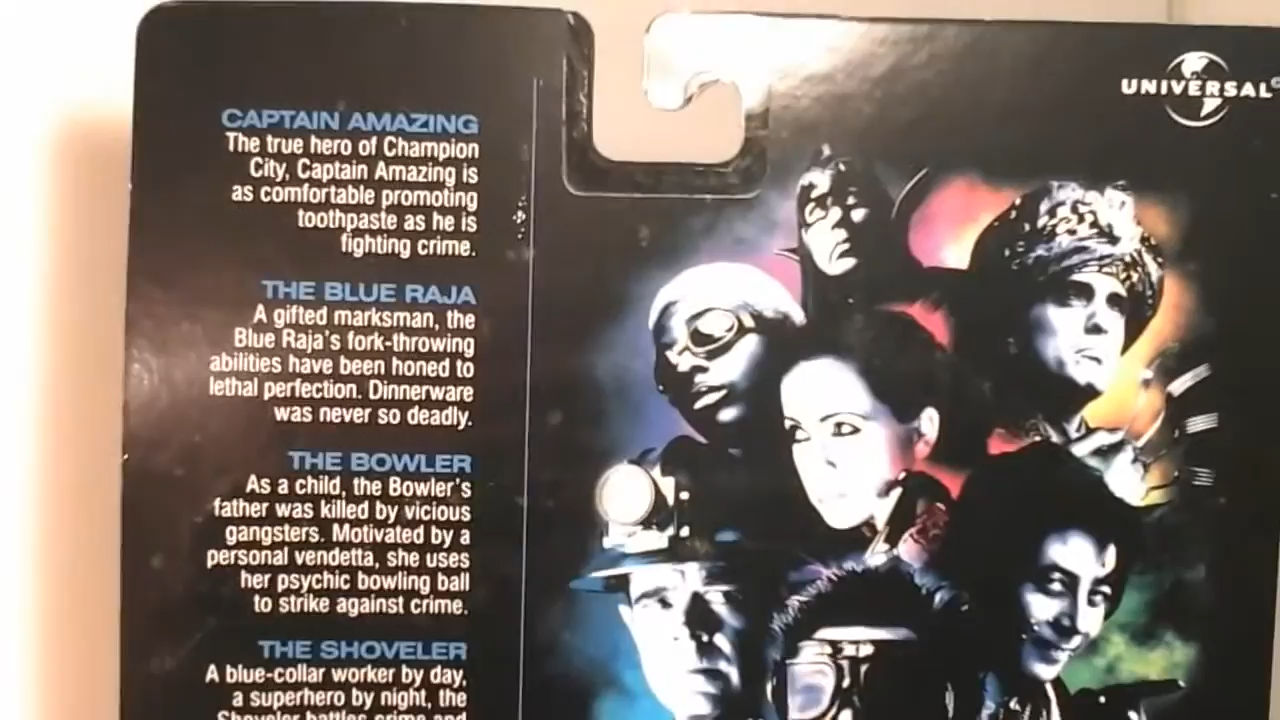 CAPTAIN AMAZING
The true hero of Champion
City, Captain Amazing is
as comfortable promoting
toothpaste as he is
fighting crime.
THE BLUE RAJA
A gifted marksman, the
Blue Raja's fork-throwing
abilities have been honed to
lethal perfection. Dinnerware
was never so deadly.
THE BOWLER
As a child, the Bowler's
father was killed by vicious
gangsters. Motivated by a
personal vendetta, she uses
her psychic bowling ball
to strike against crime.
THE SHOVELER
A blue-collar worker by day,
a superhero by night, the
Shoveler battles crime and
UNIVERSAL